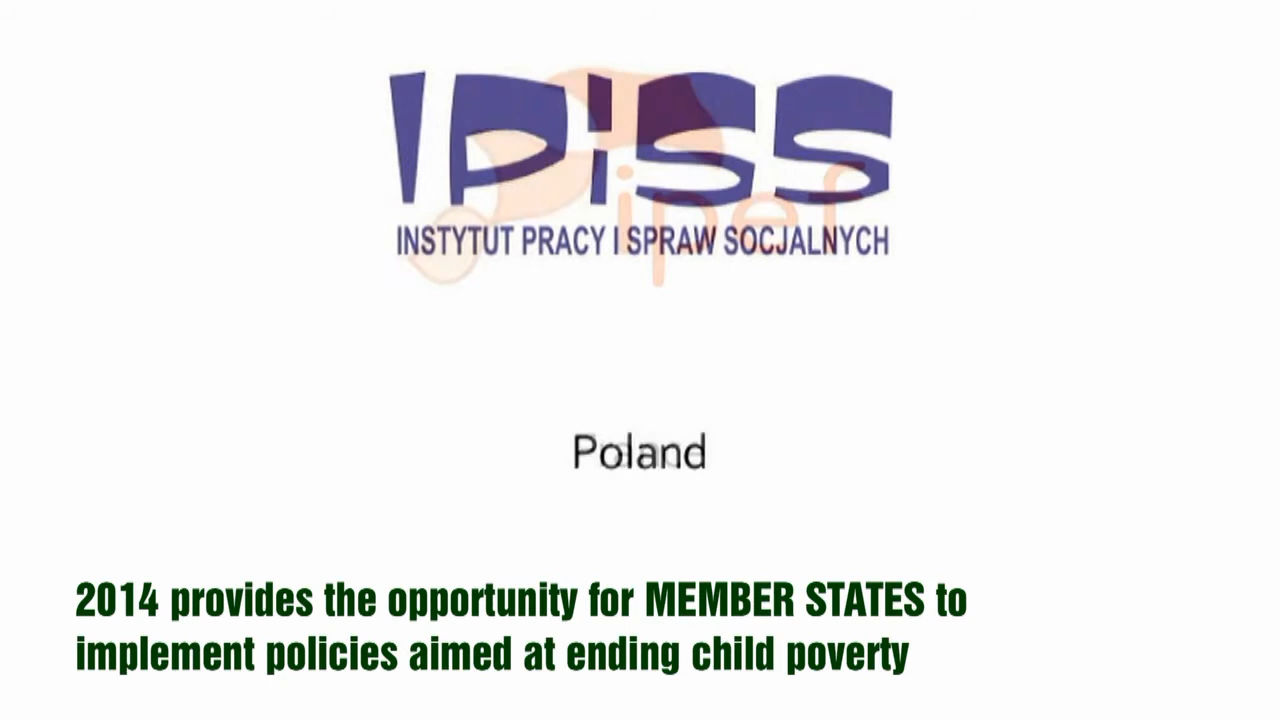 IPiSS
ipef
INSTYTUT PRACY I SPRAW SOCJALNYCH
Poland
2014 provides the opportunity for MEMBER STATES to
implement policies aimed at ending child poverty